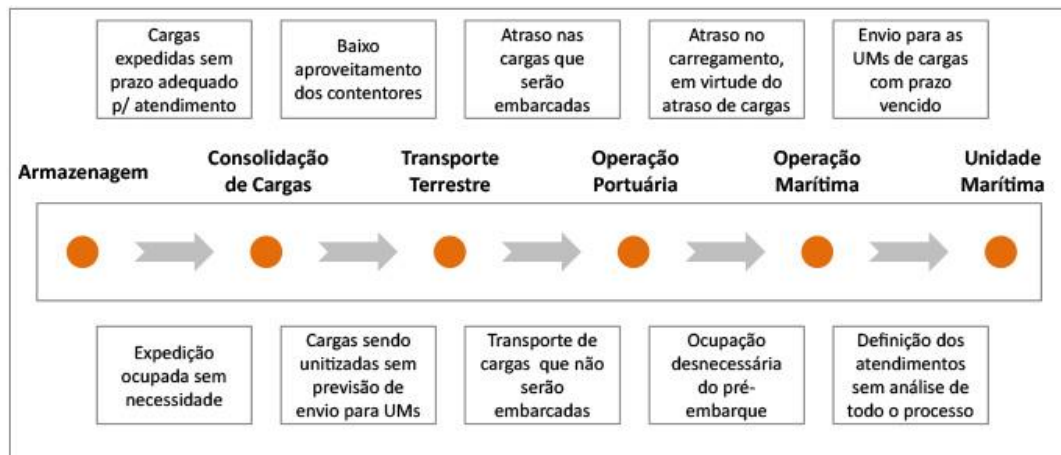 Cargas
expedidas sem
prazo adequado
p/ atendimento
Baixo
aproveitamento
dos contentores
Atraso nas
cargas que
serão
embarcadas
Atraso no
carregamento,
em virtude do
atraso de cargas
Envio para as
UMs de cargas
com prazo
vencido
Armazenagem
Consolidação
de Cargas
Transporte
Terrestre
Operação
Portuária
Operação
Marítima
Unidade
Marítima
Expedição
ocupada sem
necessidade
Cargas sendo
unitizadas sem
previsão de
envio para UMs
Transporte de
cargas que não
serão
embarcadas
Ocupação
desnecessária
do pré-
embarque
Definição dos
atendimentos
sem análise de
todo o processo